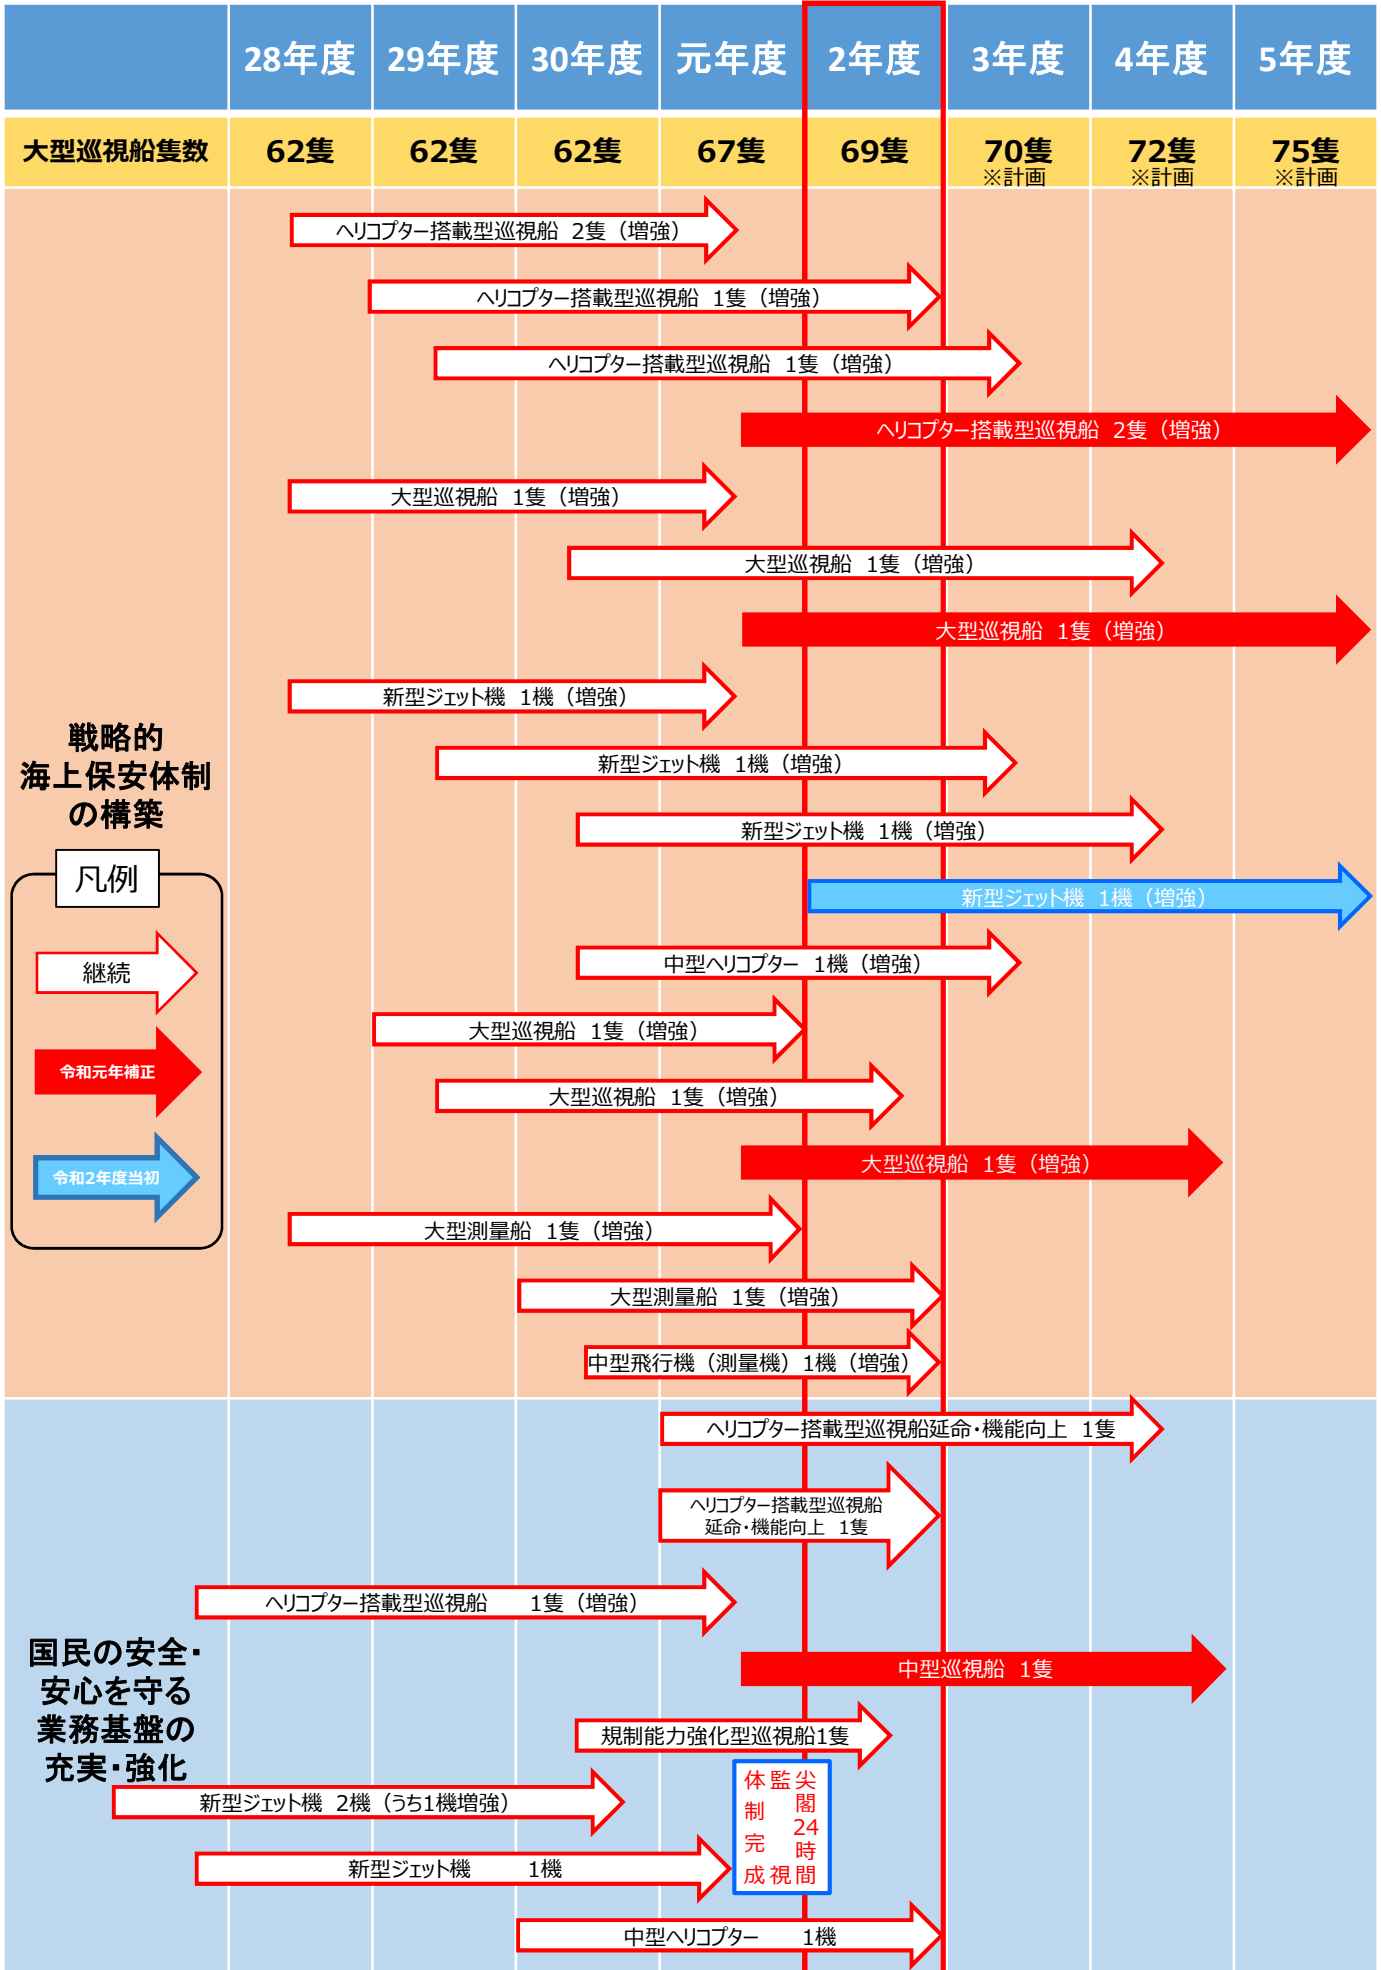 28年度 29年度 30年度 元年度 2年度 3年度 4年度 5年度
大型巡視船隻数 62隻 62隻 62隻 67隻 69隻 70隻 72隻 75隻
※計画 ※計画 ※計画
ヘリコプター搭載型巡視船 2隻（増強）
ヘリコプター搭載型巡視船 1隻（増強）
ヘリコプター搭載型巡視船 1隻（増強）
ヘリコプター搭載型巡視船 2隻（増強）
大型巡視船 1隻（増強）
大型巡視船 1隻（増強）
大型巡視船 1隻（増強）
新型ジェット機 1機（増強）
戦略的
海上保安体制
の構築
新型ジェット機 1機（増強）
新型ジェット機 1機（増強）
新型ジェット機 1機（増強）
中型ヘリコプター 1機（増強）
大型巡視船 1隻（増強）
大型巡視船 1隻（増強）
大型巡視船 1隻（増強）
大型測量船 1隻（増強）
大型測量船 1隻（増強）
中型飛行機（測量機）1機（増強）
凡例
継続
令和元年補正
令和2年度当初
ヘリコプター搭載型巡視船延命・機能向上 1隻
ヘリコプター搭載型巡視船
延命・機能向上 1隻
ヘリコプター搭載型巡視船 1隻（増強）
国民の安全・
安心を守る
業務基盤の
充実・強化
中型巡視船 1隻
規制能力強化型巡視船1隻
新型ジェット機 2機（うち1機増強）
新型ジェット機 1機
尖閣24時間
監視
体制完成
中型ヘリコプター 1機